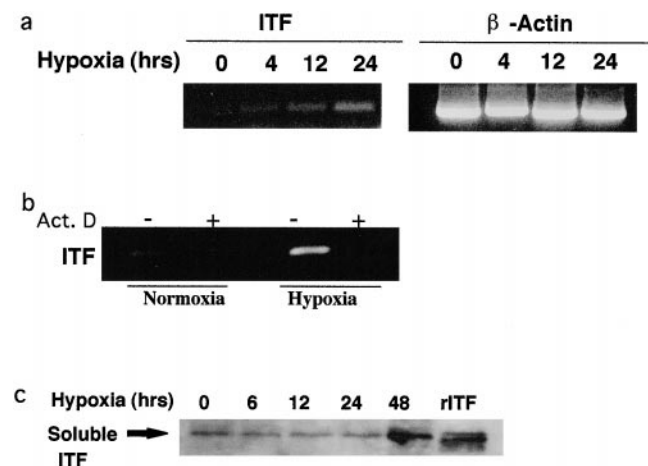 a
ITF
β -Actin
Hypoxia (hrs) 0 4 12 24 0 4 12 24
b
Act. D - + - +
ITF
Normoxia Hypoxia
c
Hypoxia (hrs) 0 6 12 24 48 rITF
Soluble
ITF